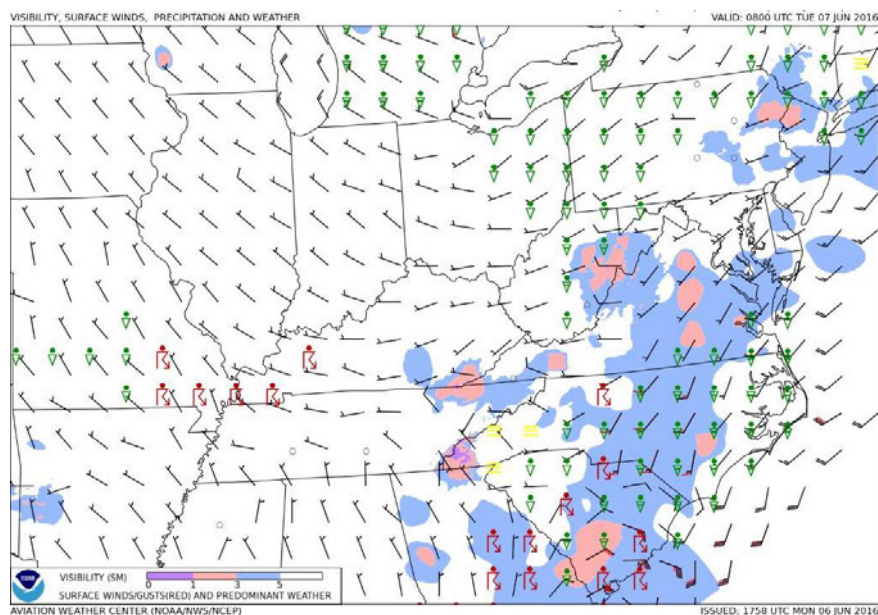 VISIBILITY, SURFACE WINDS, PRECIPITATION AND WEATHER
VALID: 0800 UTC TUE 07 JUN 2016
VISIBILITY (SM)
0 1 3 5
SURFACE WINDS/GUSTS(RED) AND PREDOMINANT WEATHER
AVIATION WEATHER CENTER (NOAA/NWS/NCEP)
ISSUED: 1758 UTC MON 06 JUN 2016